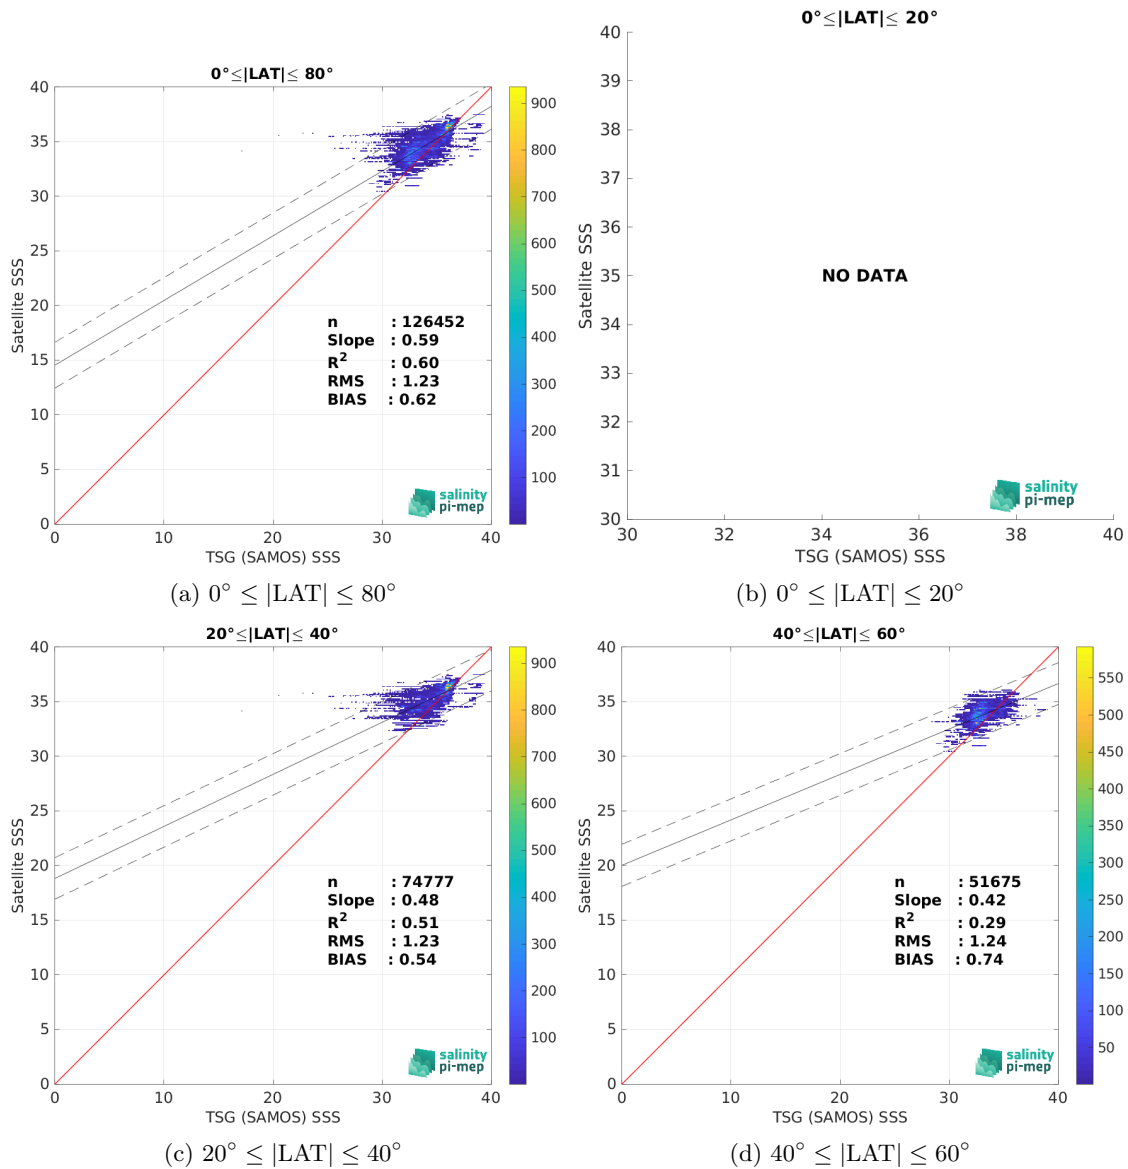 0°≤|LAT|≤ 80°
40
35
30
25
20
15
10
5
0
Satellite SSS
n : 126452
Slope : 0.59
R2 : 0.60
RMS : 1.23
BIAS : 0.62
salinity
pi-mep
0 10 20 30 40
TSG (SAMOS) SSS
900
800
700
600
500
400
300
200
100
(a) 0° ≤ |LAT| ≤ 80°
0°≤|LAT|≤ 20°
40
39
38
37
36
35
34
33
32
31
30
Satellite SSS
NO DATA
salinity
pi-mep
30 32 34 36 38 40
TSG (SAMOS) SSS
(b) 0° ≤ |LAT| ≤ 20°
20°≤|LAT|≤ 40°
40
35
30
25
20
15
10
5
0
Satellite SSS
n : 74777
Slope : 0.48
R2 : 0.51
RMS : 1.23
BIAS : 0.54
salinity
pi-mep
0 10 20 30 40
TSG (SAMOS) SSS
900
800
700
600
500
400
300
200
100
(c) 20° ≤ |LAT| ≤ 40°
40°≤|LAT|≤ 60°
40
35
30
25
20
15
10
5
0
Satellite SSS
n : 51675
Slope : 0.42
R2 : 0.29
RMS : 1.24
BIAS : 0.74
salinity
pi-mep
0 10 20 30 40
TSG (SAMOS) SSS
550
500
450
400
350
300
250
200
150
100
50
(d) 40° ≤ |LAT| ≤ 60°